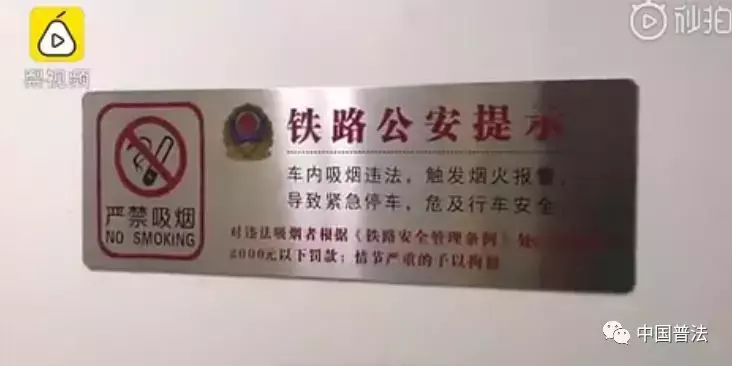 梨视频
秒拍
铁路公安提示
车内吸烟违法，触发烟火报警，
导致紧急停车，危及行车安全
严禁吸烟
NO SMOKING
对违法吸烟者根据《铁路安全管理条例》处
2000元以下罚款；情节严重的予以拘留
中国普法